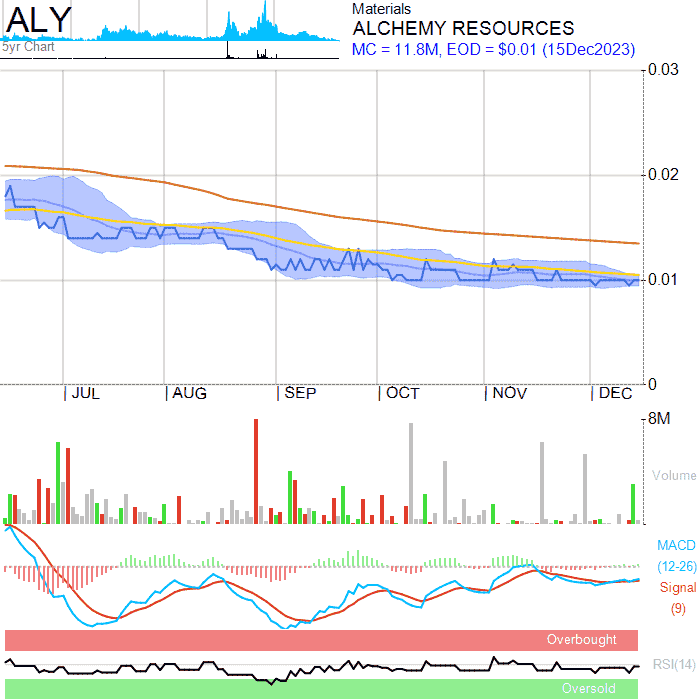 ALY
5yr Chart
Materials
ALCHEMY RESOURCES
MC = 11.8M, EOD = $0.01 (15Dec2023)
0.03
0.02
0.01
0
JUL AUG SEP OCT NOV DEC
8M
Volume
MACD
(12-26)
Signal
(9)
Overbought
RSI(14)
Oversold